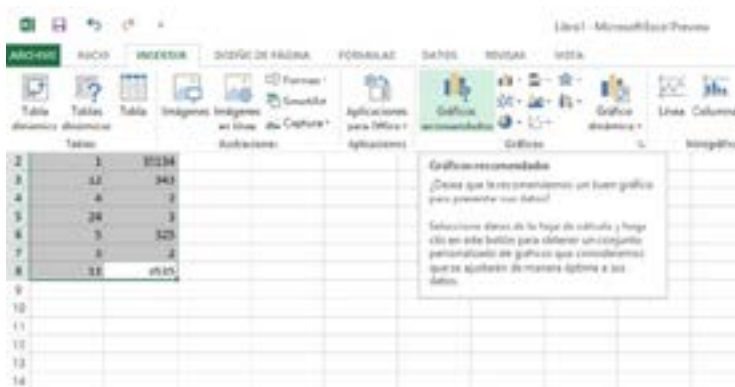 Libro1 - Microsoft Excel Preview
ARCHIVO INICIO INSERTAR DISEÑO DE PÁGINA FÓRMULAS DATOS REVISAR VISTA
Tabla dinámica
Tablas dinámicas
Tabla
Imágenes
Imágenes en línea
Formas
SmartArt
Captura
Aplicaciones para Office
Gráficos recomendados
Gráfico dinámico
Línea
Columna
Tablas
Ilustraciones
Aplicaciones
Gráficos
2 1
3 12 343
4 4 3
5 24 3
6 5 325
7 3 2
8
9
10
11
12
13
14
Gráficos recomendados
¿Desea que le recomendemos un buen gráfico
para presentar sus datos?
Seleccione datos de la hoja de cálculo y haga
clic en este botón para obtener un conjunto
personalizado de gráficos que consideramos
que se ajustarán de manera óptima a sus
datos.